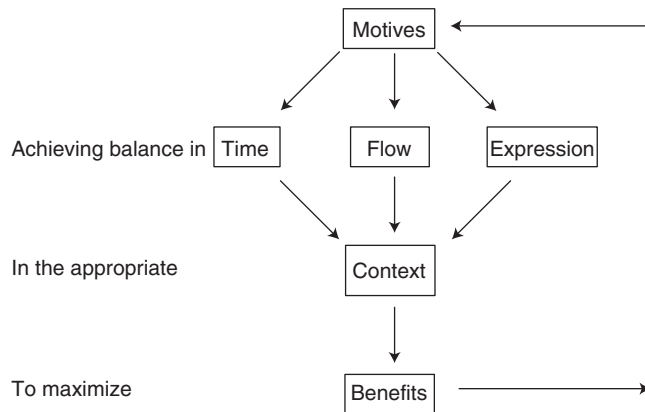 Motives
Achieving balance in Time Flow Expression
In the appropriate Context
To maximize Benefits